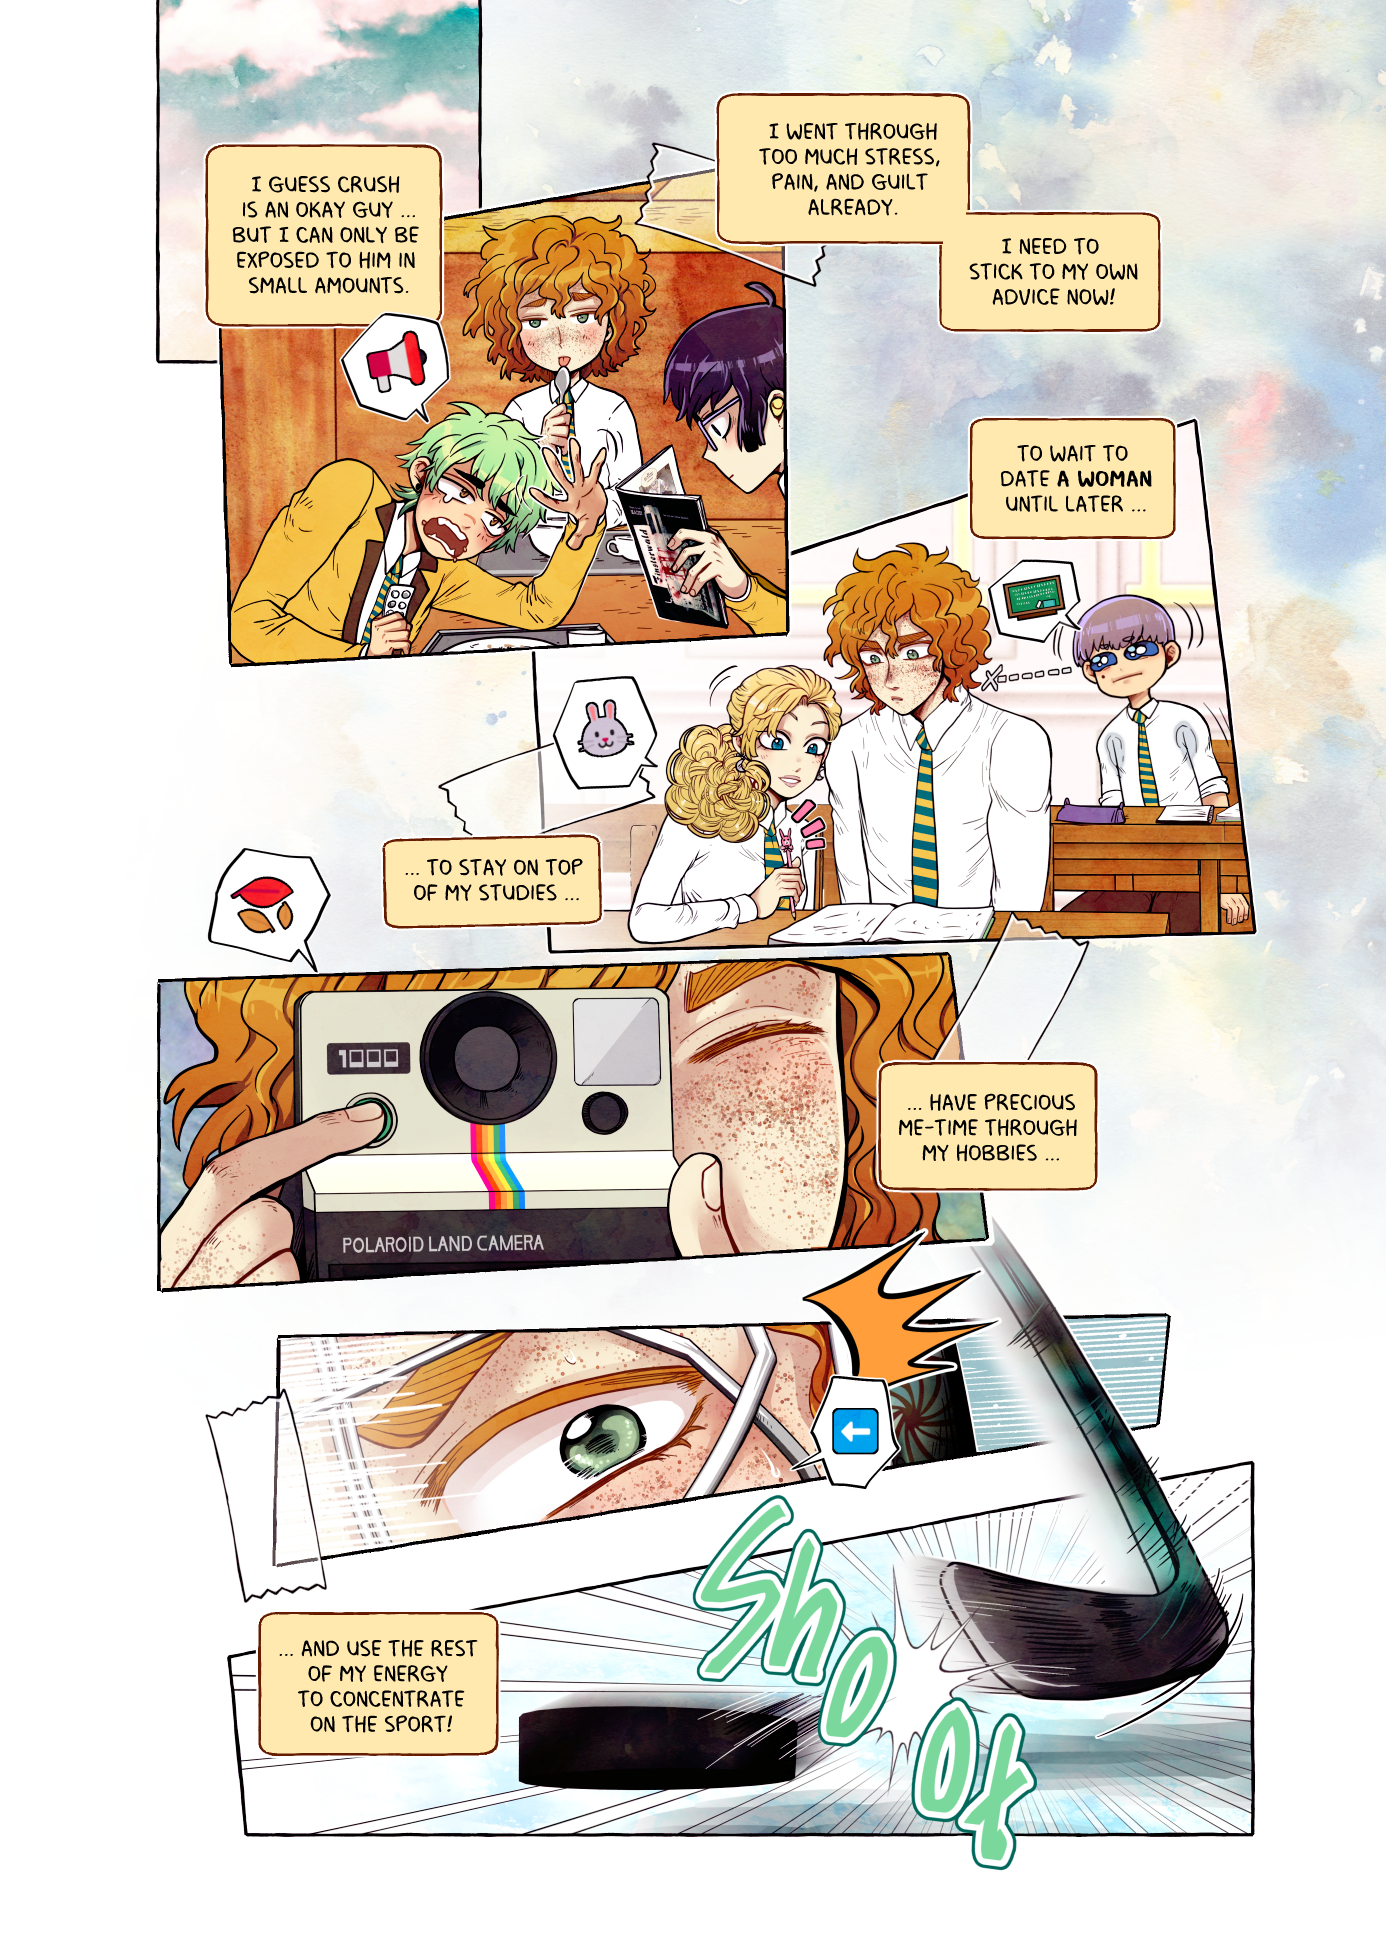 I GUESS CRUSH
IS AN OKAY GUY ...
BUT I CAN ONLY BE
EXPOSED TO HIM IN
SMALL AMOUNTS.
I WENT THROUGH
TOO MUCH STRESS,
PAIN, AND GUILT
ALREADY.
I NEED TO
STICK TO MY OWN
ADVICE NOW!
Finsterwald
TO WAIT TO
DATE A WOMAN
UNTIL LATER ...
... TO STAY ON TOP
OF MY STUDIES ...
1000
POLAROID LAND CAMERA
... HAVE PRECIOUS
ME-TIME THROUGH
MY HOBBIES ...
... AND USE THE REST
OF MY ENERGY
TO CONCENTRATE
ON THE SPORT!
Shoot